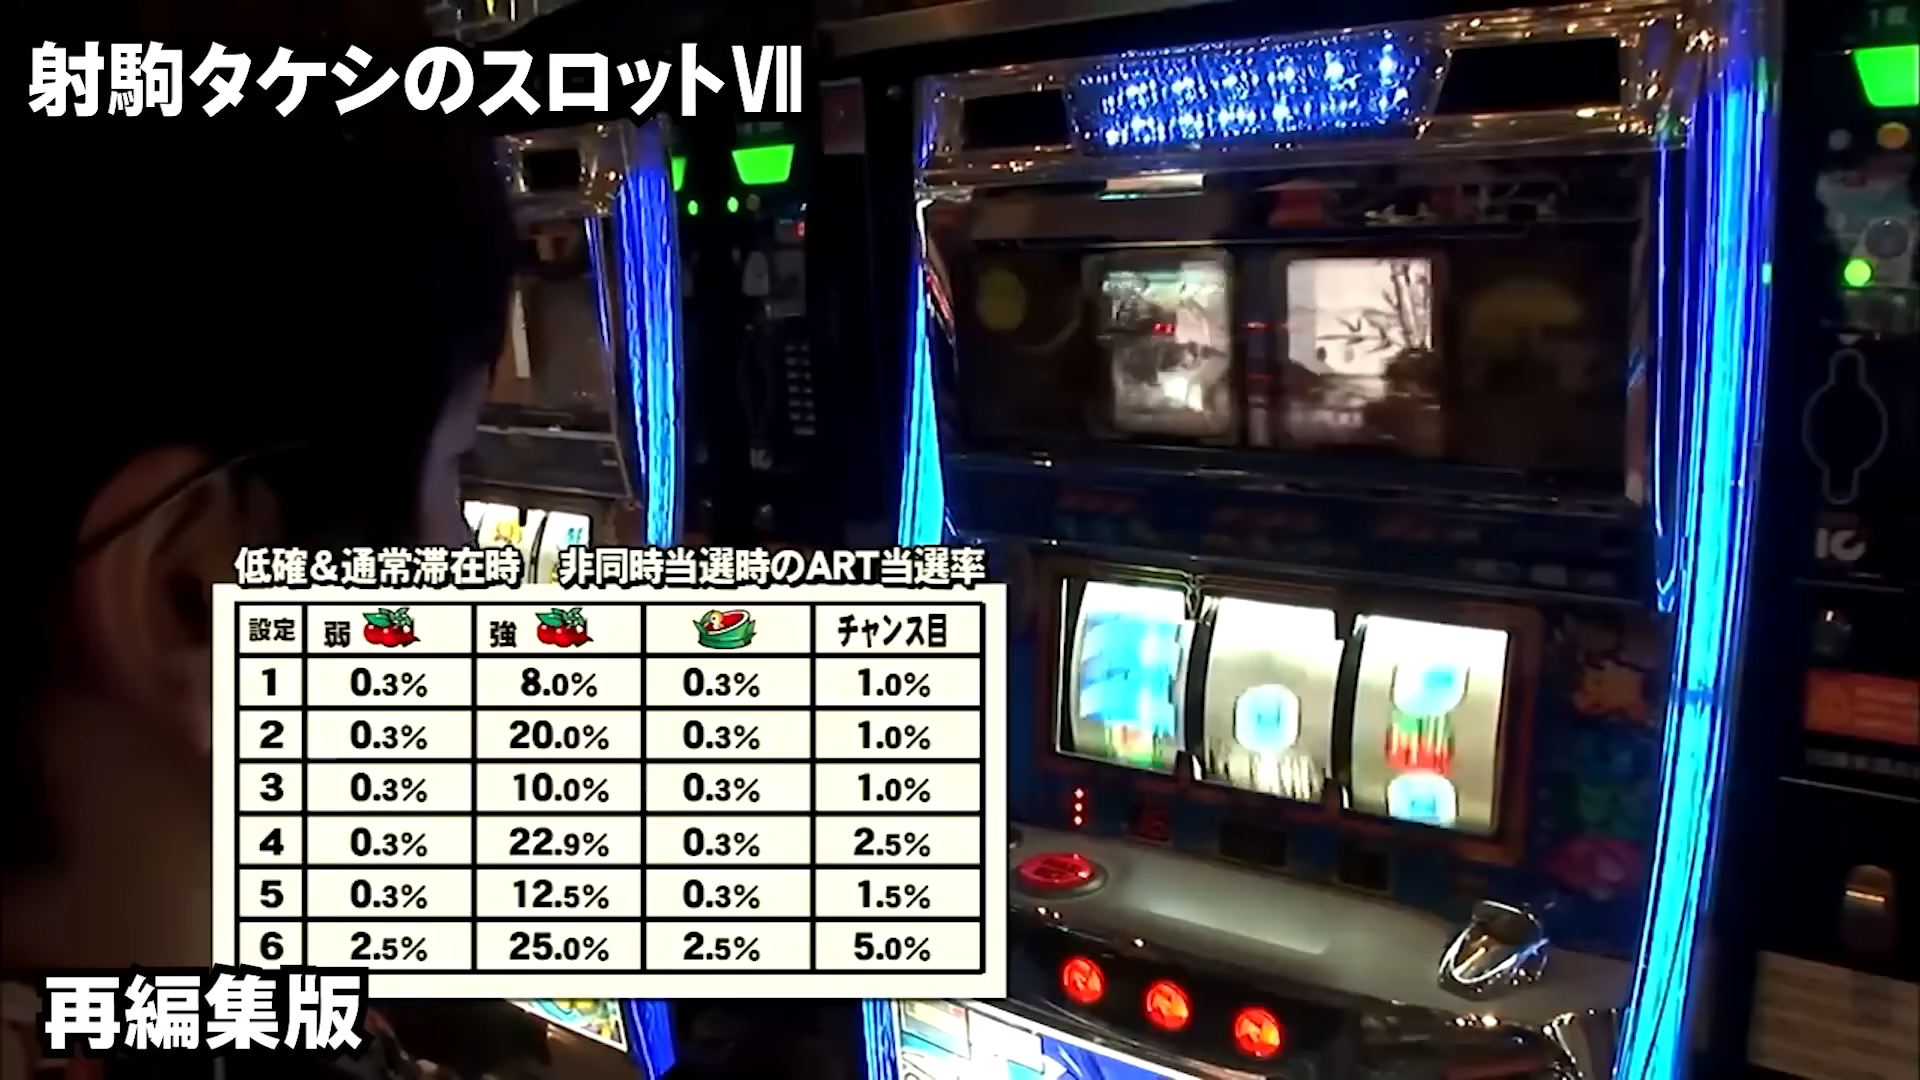 射駒タケシのスロットⅦ
低確&通常滞在時 非同時当選時のART当選率
設定 弱 強 チャンス目
1 0.3% 8.0% 0.3% 1.0%
2 0.3% 20.0% 0.3% 1.0%
3 0.3% 10.0% 0.3% 1.0%
4 0.3% 22.9% 0.3% 2.5%
5 0.3% 12.5% 0.3% 1.5%
6 2.5% 25.0% 2.5% 5.0%
再編集版